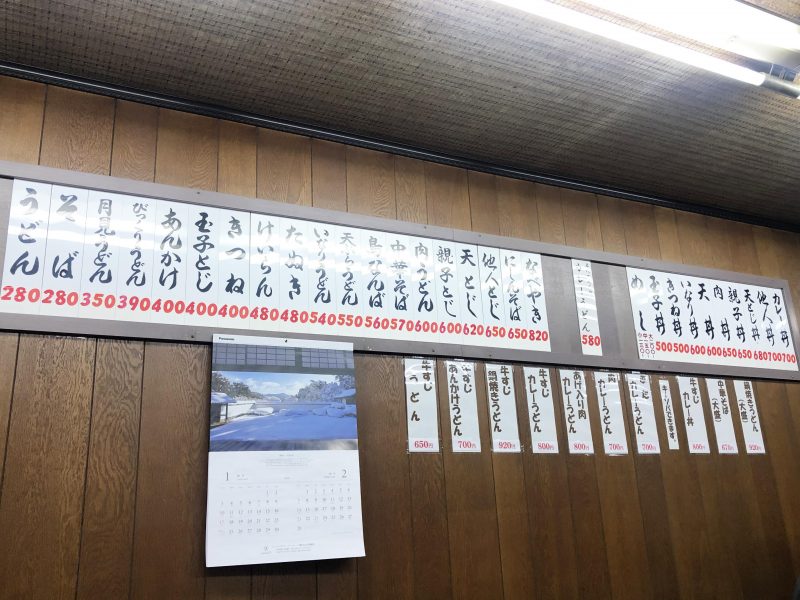 うどん 280
そば 280
月見うどん 350
びっくりうどん 390
あんかけ 400
玉子とじ 400
きつね 400
けいらん 480
たぬき 480
いなりうどん 540
天ぷらうどん 550
鳥なんば 560
中華そば 570
肉うどん 600
親子とじ 600
天とじ 620
他人とじ 650
にしんそば 650
なべやき 820
580
めし
玉子丼 500
きつね丼 500
いなり丼 600
天丼 600
肉丼 650
親子丼 650
天とじ丼 680
他人丼 700
カレー丼 700
牛すじ
うどん
650円
牛すじ
あんかけうどん
700円
牛すじ
鍋焼きうどん
920円
牛すじ
カレーうどん
800円
あげ入り肉
カレーうどん
800円
肉
カレーうどん
700円
カレーうどん
700円
キーソバできます
牛すじ
カレー丼
800円
中華そば
(大盛)
670円
鍋焼きうどん
(大盛)
920円
Panasonic
1
2